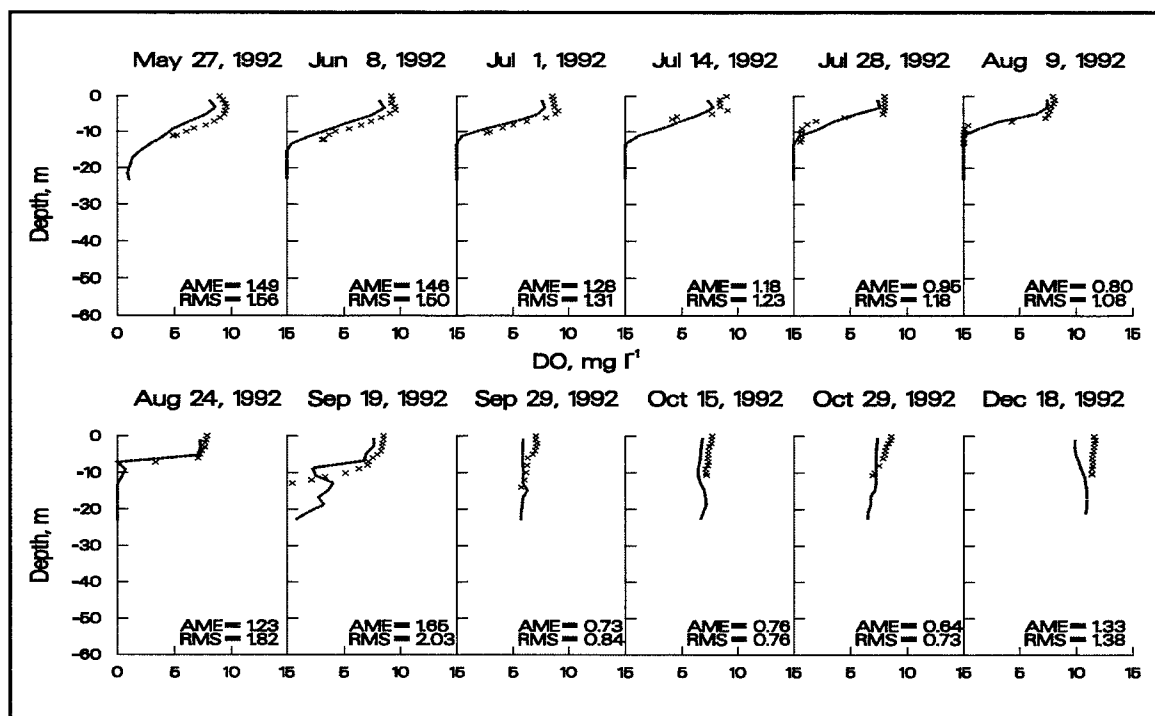 May 27, 1992 Jun 8, 1992 Jul 1, 1992 Jul 14, 1992 Jul 28, 1992 Aug 9, 1992
0
-10
-20
-30
-40
-50
-60
Depth, m
AME = 1.49 AME = 1.46 AME = 1.28 AME = 1.18 AME = 0.95 AME = 0.80
RMS = 1.56 RMS = 1.50 RMS = 1.31 RMS = 1.23 RMS = 1.18 RMS = 1.08
0 5 10 15 5 10 15 5 10 15 5 10 15 5 10 15 5 10 15
DO, mg l¯¹
Aug 24, 1992 Sep 19, 1992 Sep 29, 1992 Oct 15, 1992 Oct 29, 1992 Dec 18, 1992
0
-10
-20
-30
-40
-50
-60
Depth, m
AME = 1.23 AME = 1.65 AME = 0.73 AME = 0.76 AME = 0.64 AME = 1.33
RMS = 1.82 RMS = 2.03 RMS = 0.84 RMS = 0.76 RMS = 0.73 RMS = 1.38
0 5 10 15 5 10 15 5 10 15 5 10 15 5 10 15 5 10 15